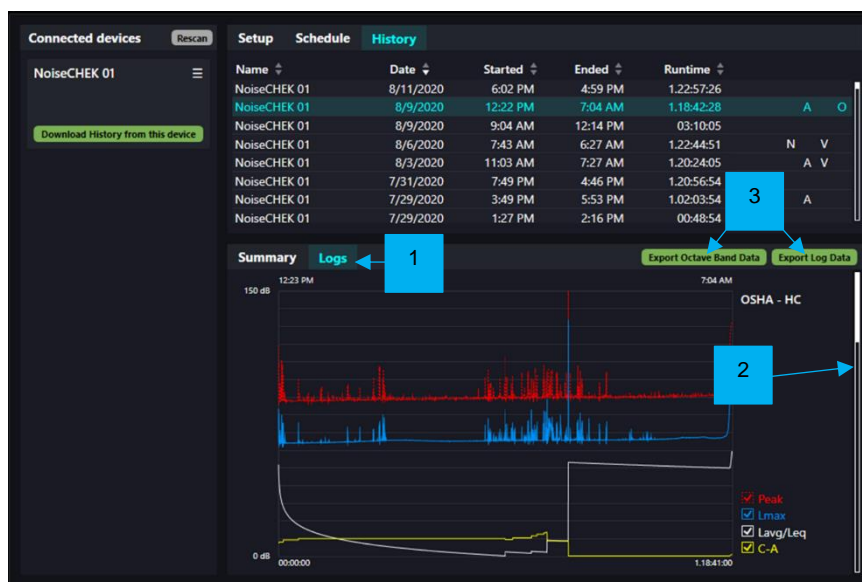 Connected devices Rescan
NoiseCHEK 01
Download History from this device
Setup Schedule History
Name Date Started Ended Runtime
NoiseCHEK 01 8/11/2020 6:02 PM 4:59 PM 1.22:57:26
NoiseCHEK 01 8/9/2020 12:22 PM 7:04 AM 1.18:42:28 A O
NoiseCHEK 01 8/9/2020 9:04 AM 12:14 PM 03:10:05
NoiseCHEK 01 8/6/2020 7:43 AM 6:27 AM 1.22:44:51 N V
NoiseCHEK 01 8/3/2020 11:03 AM 7:27 AM 1.20:24:05 A V
NoiseCHEK 01 7/31/2020 7:49 PM 4:46 PM 1.20:56:54
NoiseCHEK 01 7/29/2020 3:49 PM 5:53 PM 1.02:03:54 A
NoiseCHEK 01 7/29/2020 1:27 PM 2:16 PM 00:48:54
3
Summary Logs
1
Export Octave Band Data Export Log Data
12:23 PM 7:04 AM
150 dB
OSHA - HC
2
Peak
Lmax
Lavg/Leq
C-A
0 dB
00:00:00 1.18:41:00